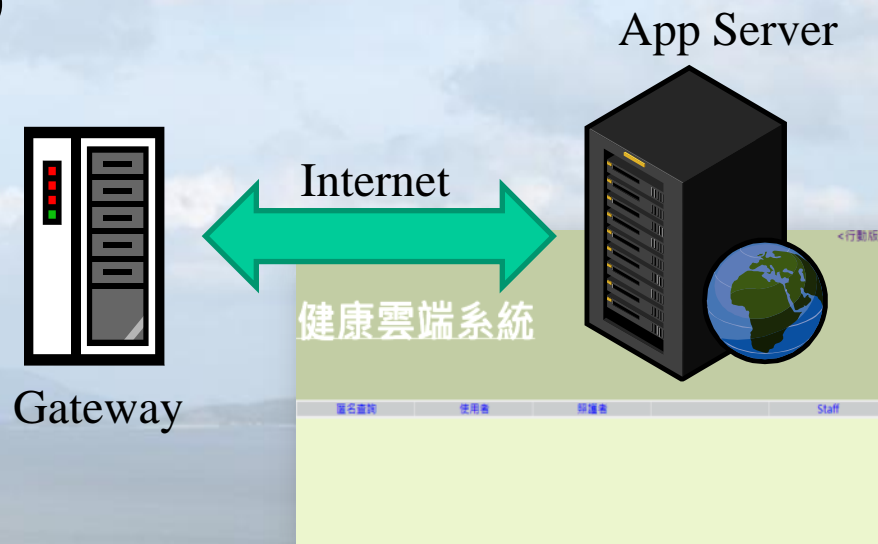 App Server
Internet
<行動版
健康雲端系統
匿名查詢 使用者 照護者 Staff
Gateway